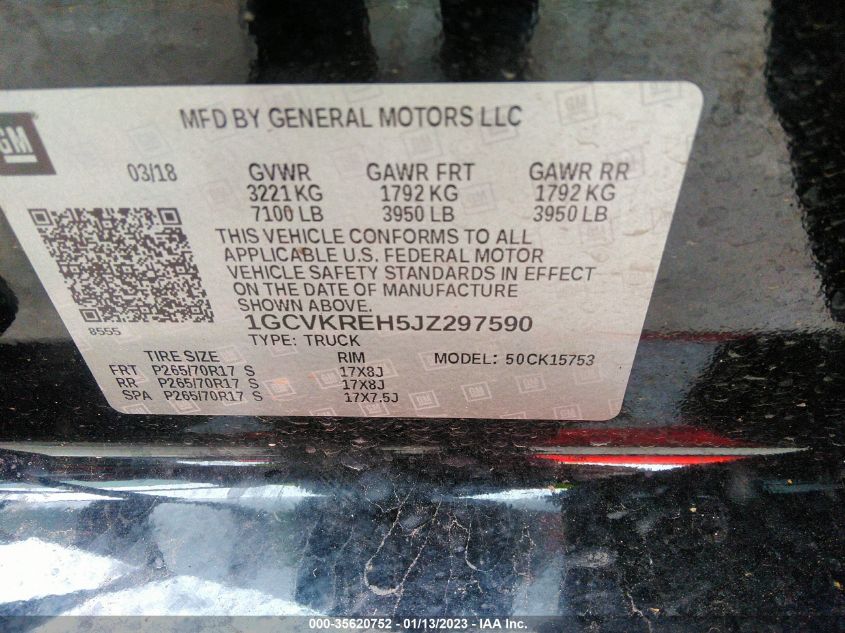 GM
MFD BY GENERAL MOTORS LLC
03/18 GVWR GAWR FRT GAWR RR
3221 KG 1792 KG 1792 KG
7100 LB 3950 LB 3950 LB
THIS VEHICLE CONFORMS TO ALL
APPLICABLE U.S. FEDERAL MOTOR
VEHICLE SAFETY STANDARDS IN EFFECT
ON THE DATE OF MANUFACTURE
SHOWN ABOVE.
8555
1GCVKREH5JZ297590
TYPE: TRUCK
TIRE SIZE RIM MODEL: 50CK15753
FRT P265/70R17 S 17X8J
RR P265/70R17 S 17X8J
SPA P265/70R17 S 17X7.5J
000-35620752 - 01/13/2023 - IAA Inc.